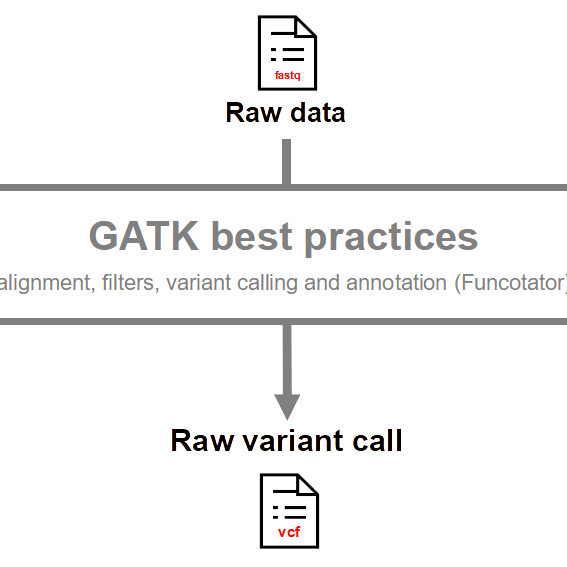 fastq
Raw data
GATK best practices
alignment, filters, variant calling and annotation (Funcotator)
Raw variant call
vcf